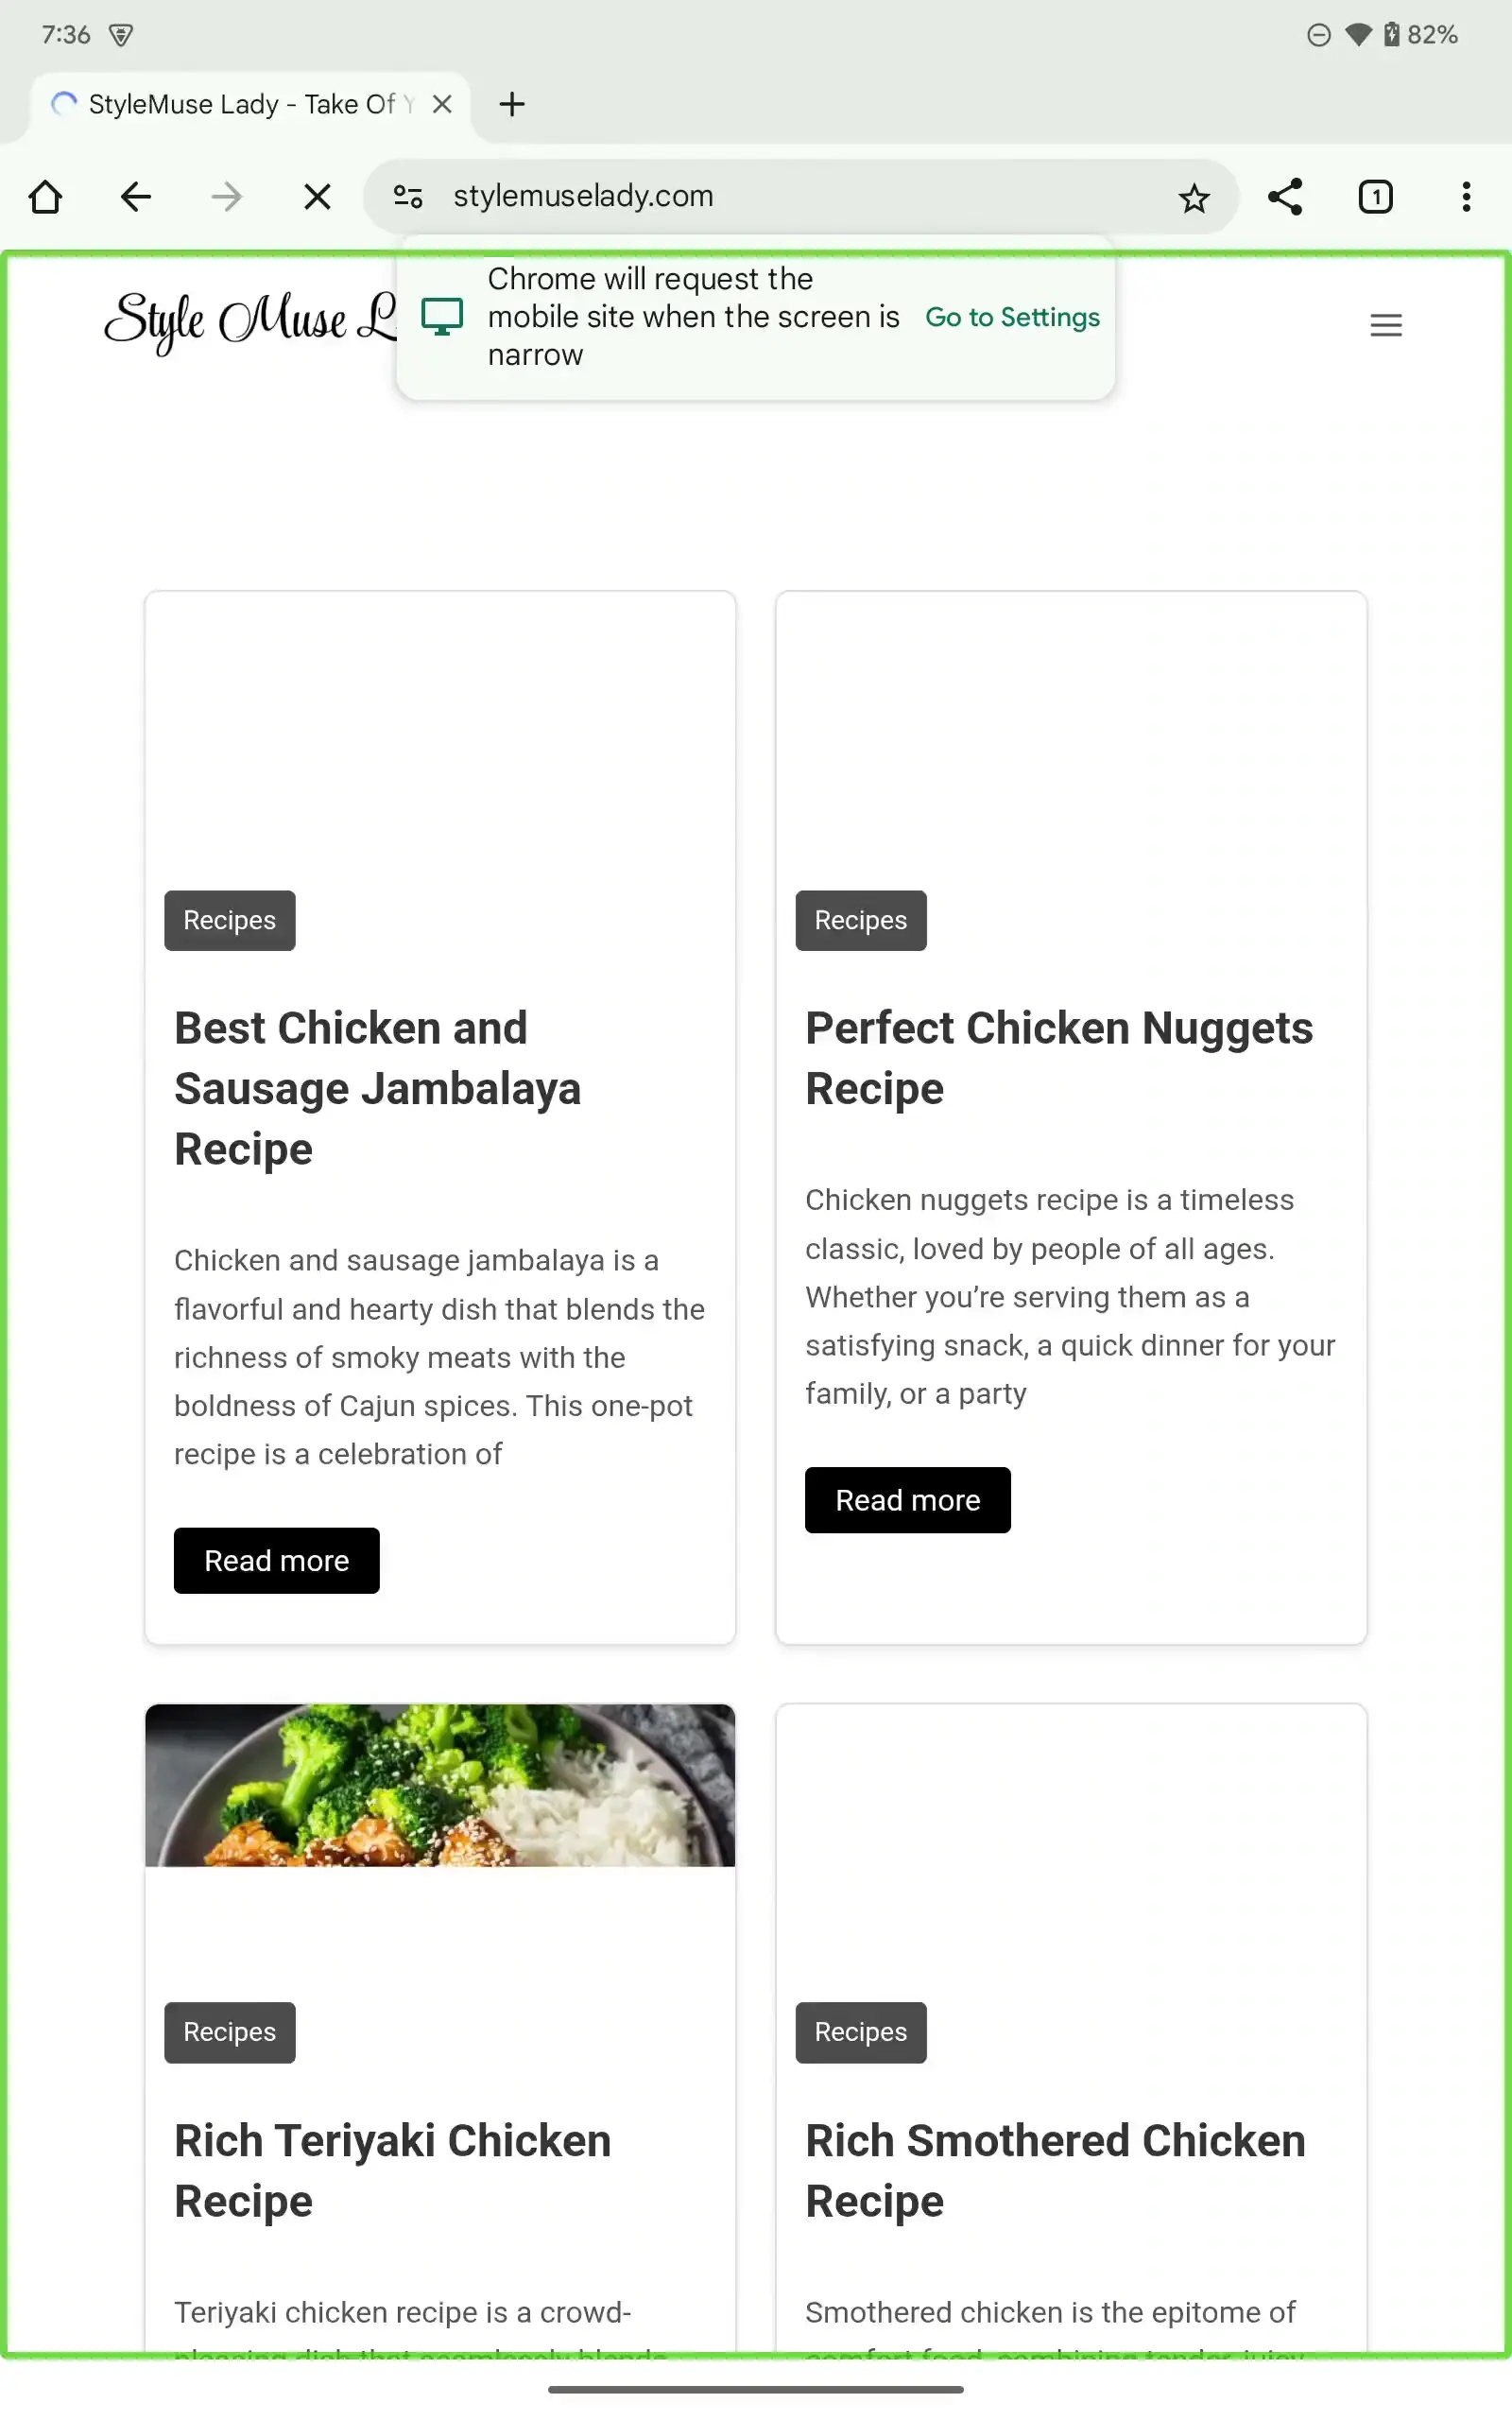 7:36
82%
StyleMuse Lady - Take Of Y
stylemuselady.com
1
Style Muse L
Chrome will request the
mobile site when the screen is
narrow
Go to Settings
Recipes
Best Chicken and
Sausage Jambalaya
Recipe
Chicken and sausage jambalaya is a
flavorful and hearty dish that blends the
richness of smoky meats with the
boldness of Cajun spices. This one-pot
recipe is a celebration of
Read more
Recipes
Perfect Chicken Nuggets
Recipe
Chicken nuggets recipe is a timeless
classic, loved by people of all ages.
Whether you’re serving them as a
satisfying snack, a quick dinner for your
family, or a party
Read more
Recipes
Rich Teriyaki Chicken
Recipe
Teriyaki chicken recipe is a crowd-
Recipes
Rich Smothered Chicken
Recipe
Smothered chicken is the epitome of